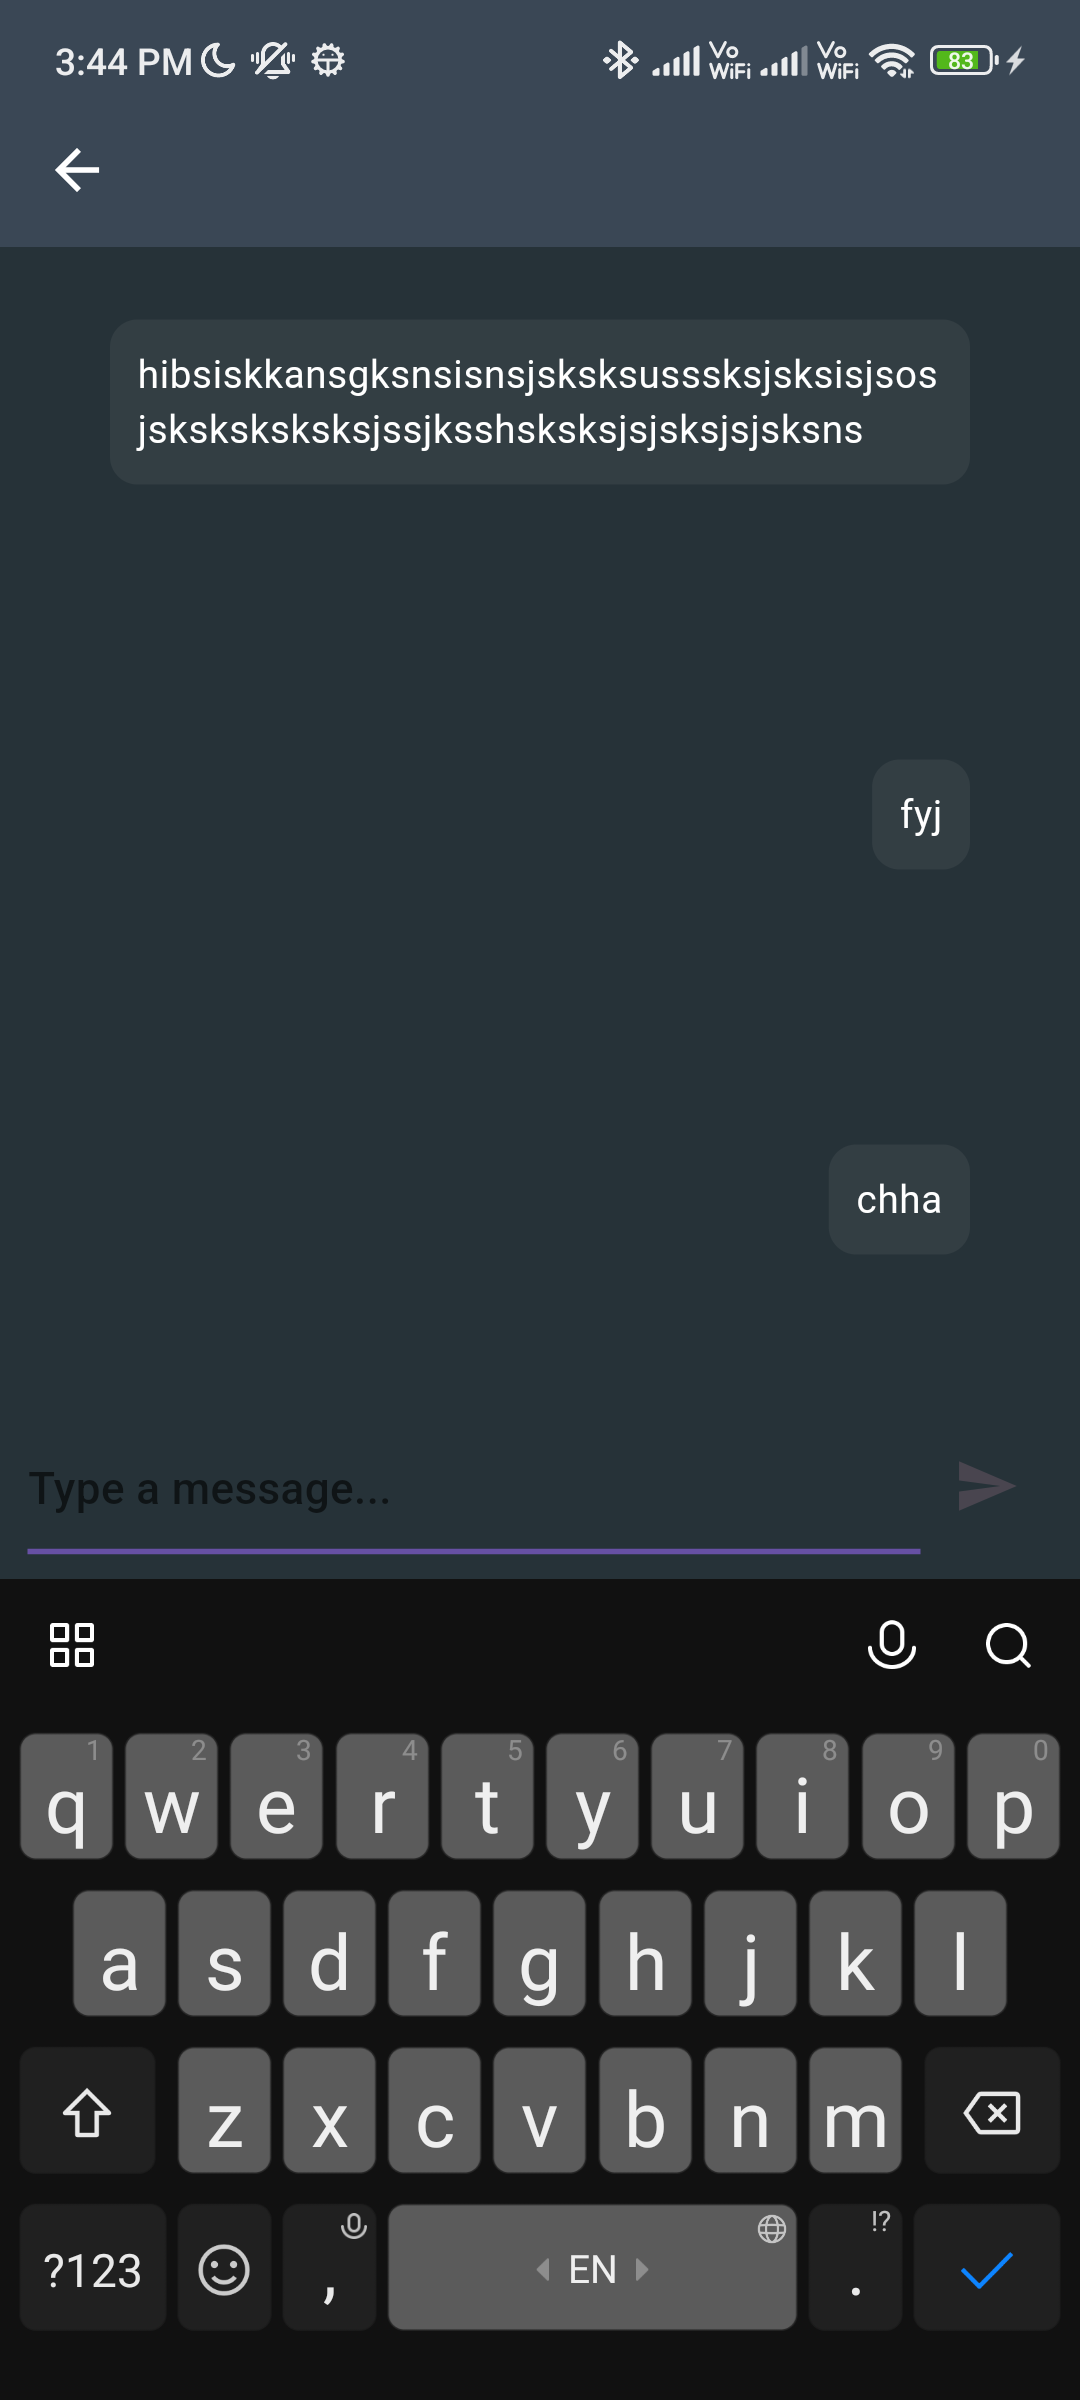 3:44 PM
Vo WiFi Vo WiFi 83
hibsiskkansgksnsisnsjsksksusssksjsksisjsos
jsksksksksksjssjksshsksksjsjsksjsjsksns
fyj
chha
Type a message...
1 2 3 4 5 6 7 8 9 0
q w e r t y u i o p
a s d f g h j k l
z x c v b n m
!?
?123 , EN .